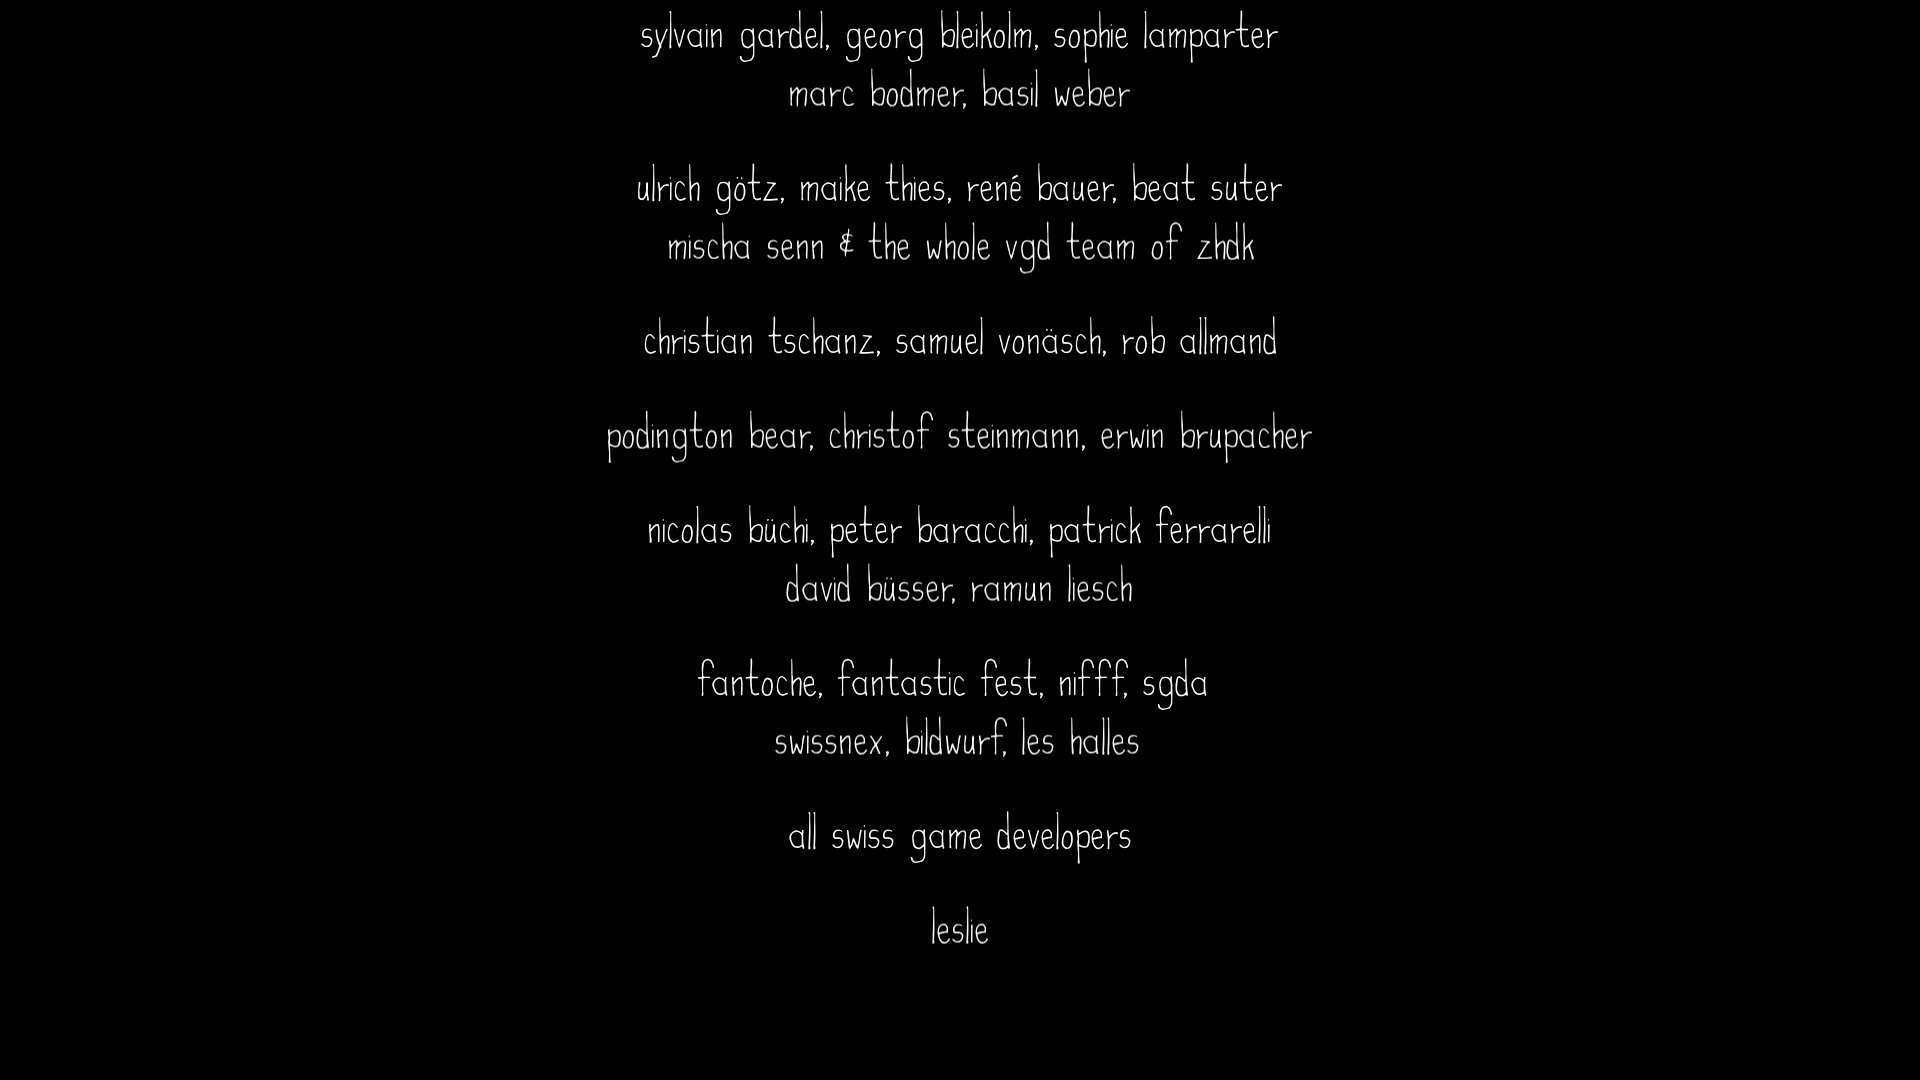 sylvain gardel, georg bleikolm, sophie lamparter
marc bodmer, basil weber
ulrich götz, maike thies, rené bauer, beat suter
mischa senn & the whole vgd team of zhdk
christian tschanz, samuel vonäsch, rob allmand
podington bear, christof steinmann, erwin brupacher
nicolas büchi, peter baracchi, patrick ferrarelli
david büsser, ramun liesch
fantoche, fantastic fest, nifff, sgda
swissnex, bildwurf, les halles
all swiss game developers
leslie